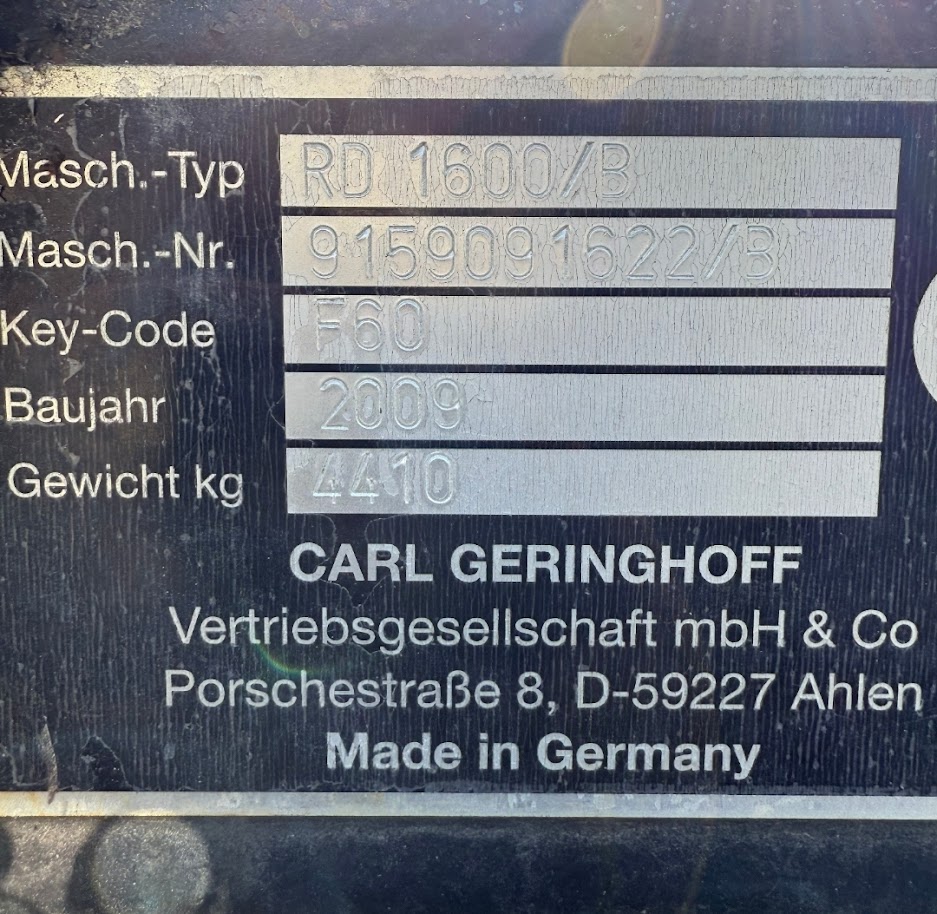 Masch.-Typ RD 1600/B
Masch.-Nr. 9159091622/B
Key-Code F60
Baujahr 2009
Gewicht kg 4410
CARL GERINGHOFF
Vertriebsgesellschaft mbH & Co
Porschestraße 8, D-59227 Ahlen
Made in Germany